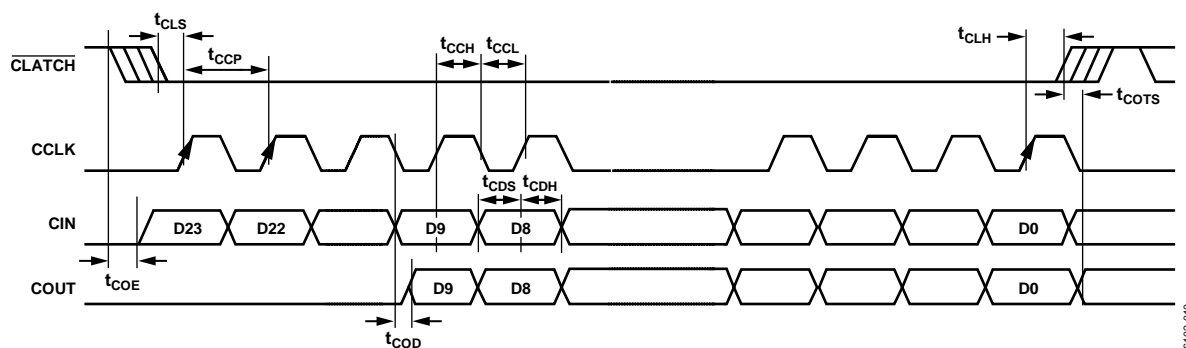 tCLS
tCCP
tCCH
tCCL
tCLH
CLATCH
tCOTS
CCLK
tCDS
tCDH
CIN
D23
D22
D9
D8
D0
tCOE
COUT
D9
D8
D0
tCOD